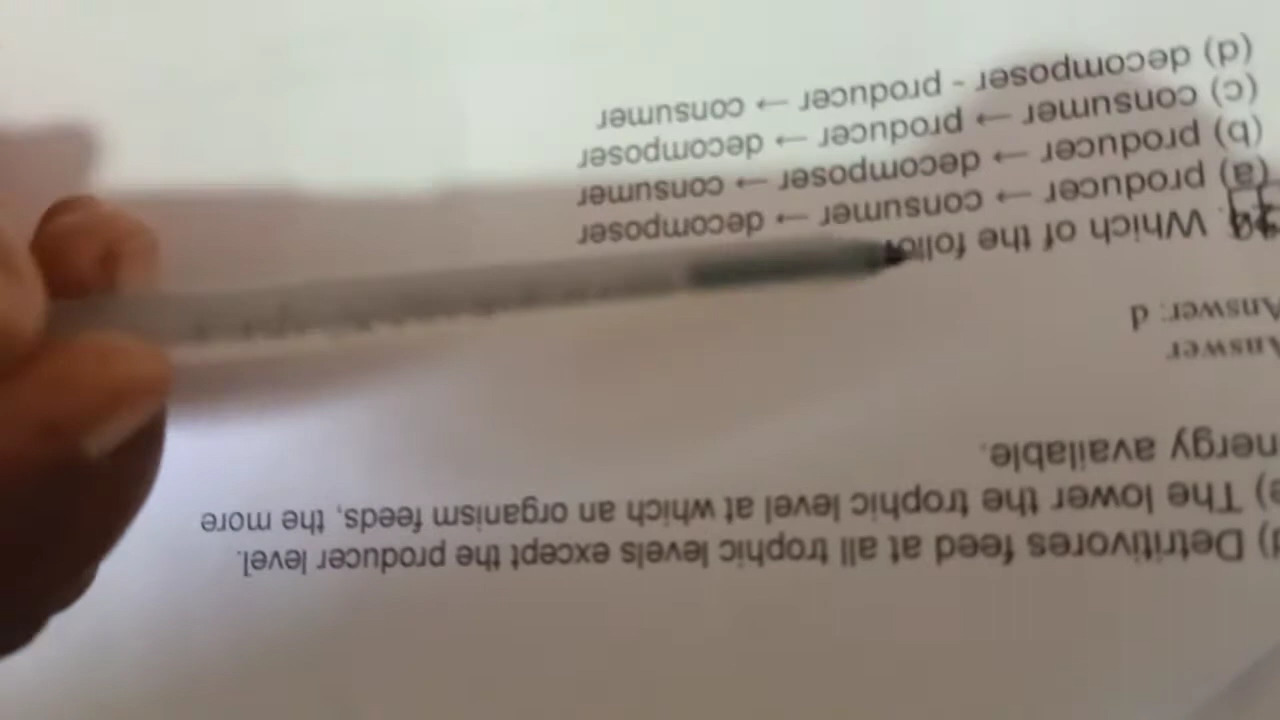 d) Detritivores feed at all trophic levels except the producer level.
e) The lower the trophic level at which an organism feeds, the more
nergy available.
Answer
Answer: d
Which of the follo
(a) producer → consumer → decomposer
(b) producer → decomposer → consumer
(c) consumer → producer → decomposer
(d) decomposer - producer → consumer